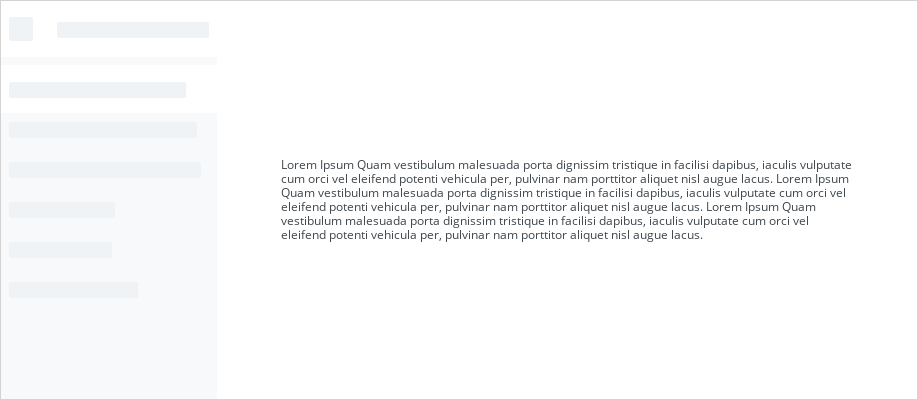 Lorem Ipsum Quam vestibulum malesuada porta dignissim tristique in facilisi dapibus, iaculis vulputate
cum orci vel eleifend potenti vehicula per, pulvinar nam porttitor aliquet nisl augue lacus. Lorem Ipsum
Quam vestibulum malesuada porta dignissim tristique in facilisi dapibus, iaculis vulputate cum orci vel
eleifend potenti vehicula per, pulvinar nam porttitor aliquet nisl augue lacus. Lorem Ipsum Quam
vestibulum malesuada porta dignissim tristique in facilisi dapibus, iaculis vulputate cum orci vel
eleifend potenti vehicula per, pulvinar nam porttitor aliquet nisl augue lacus.